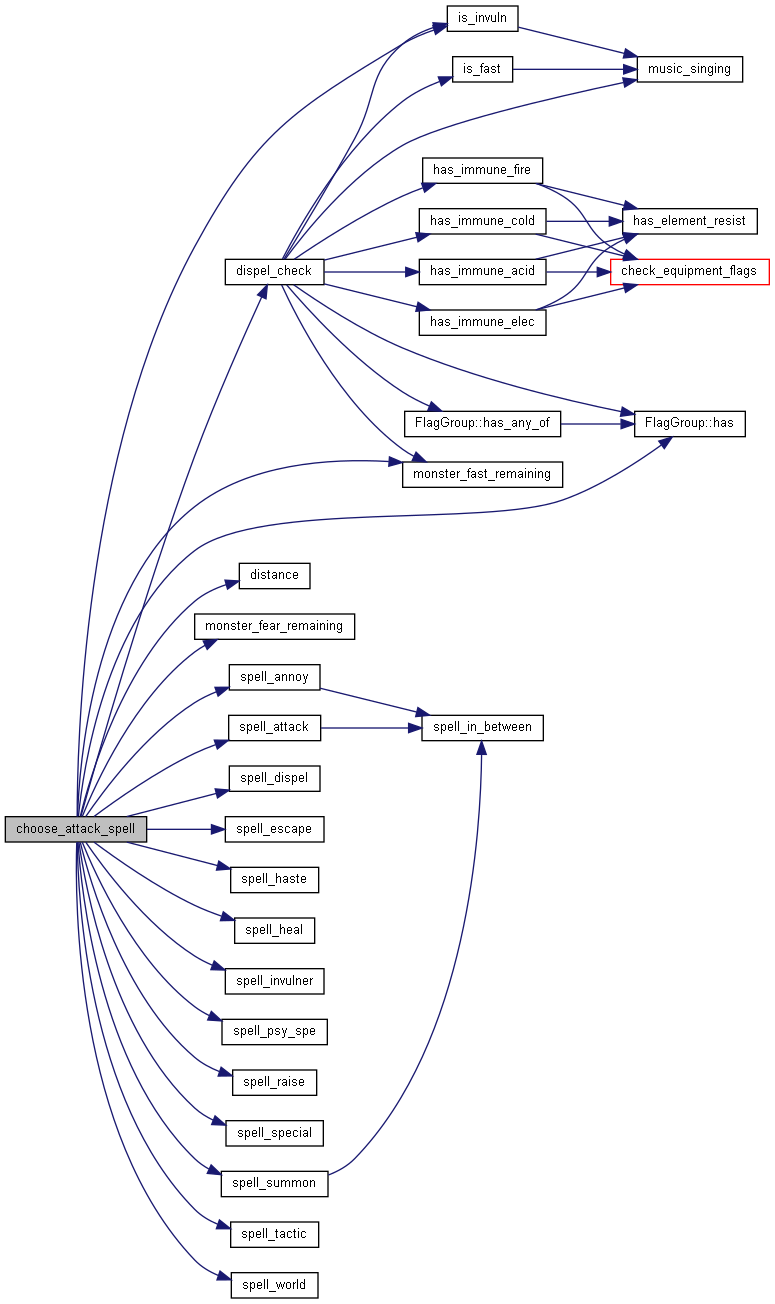 is_invuln
is_fast
music_singing
has_immune_fire
has_immune_cold
has_element_resist
dispel_check
has_immune_acid
check_equipment_flags
has_immune_elec
FlagGroup::has_any_of
FlagGroup::has
monster_fast_remaining
distance
monster_fear_remaining
spell_annoy
spell_attack
spell_in_between
spell_dispel
choose_attack_spell
spell_escape
spell_haste
spell_heal
spell_invulner
spell_psy_spe
spell_raise
spell_special
spell_summon
spell_tactic
spell_world